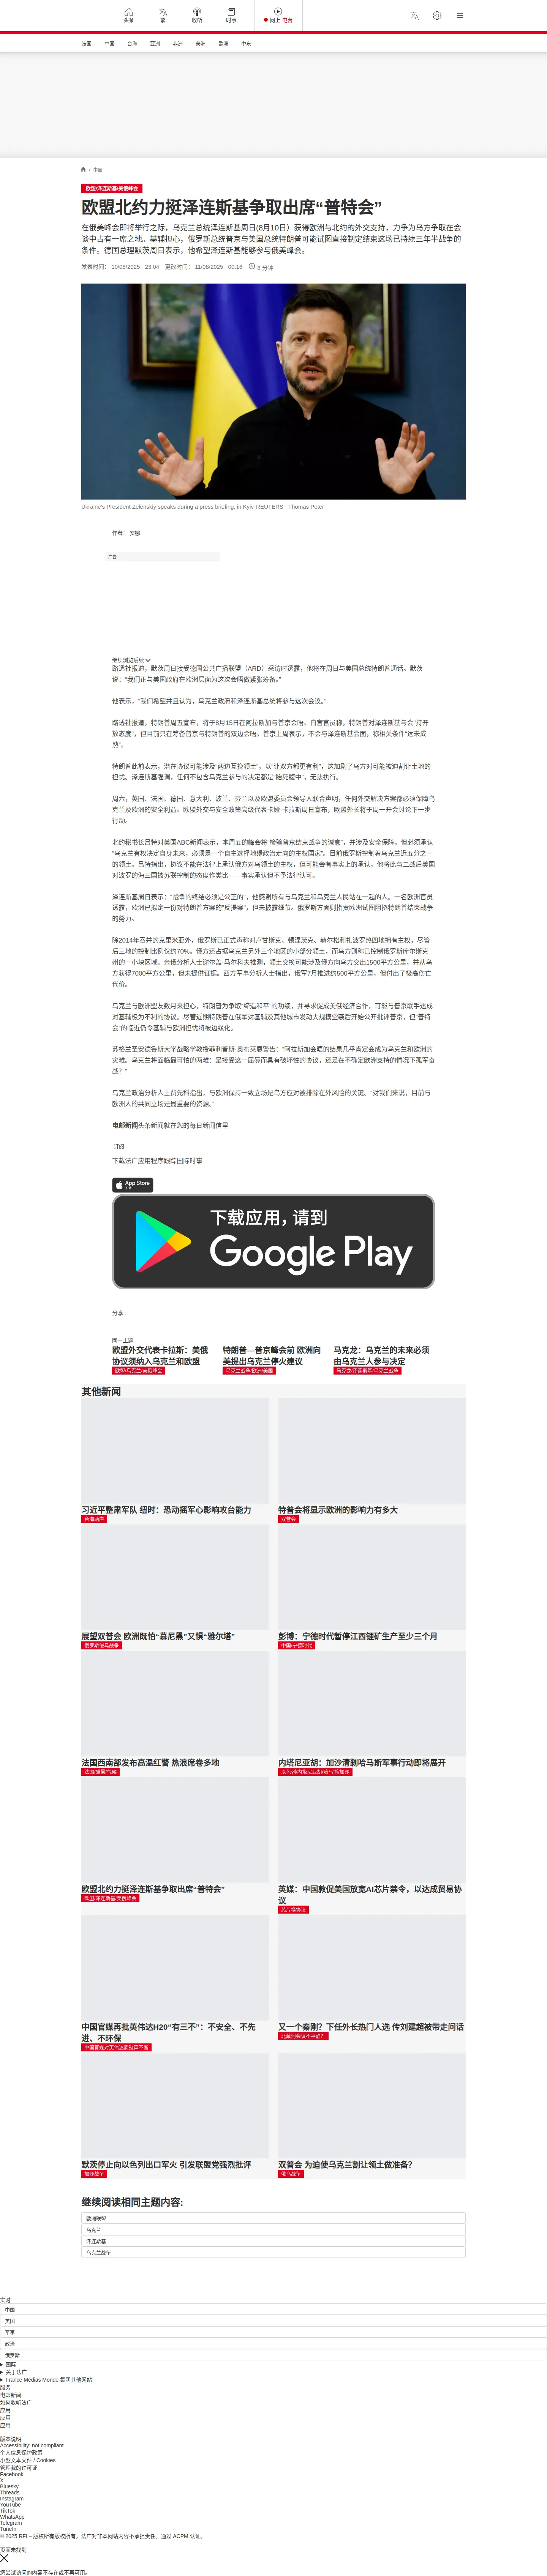 头条
繁
收听
时事
网上 电台
法国
中国
台海
亚洲
非洲
美洲
欧洲
中东
/ 法国
欧盟/泽连斯基/美俄峰会
欧盟北约力挺泽连斯基争取出席“普特会”
在俄美峰会即将举行之际，乌克兰总统泽连斯基周日(8月10日）获得欧洲与北约的外交支持，力争为乌方争取在会
谈中占有一席之地。基辅担心，俄罗斯总统普京与美国总统特朗普可能试图直接制定结束这场已持续三年半战争的
条件。德国总理默茨周日表示，他希望泽连斯基能够参与俄美峰会。
发表时间： 10/08/2025 - 23:04 更改时间： 11/08/2025 - 00:16 8 分钟
Ukraine's President Zelenskiy speaks during a press briefing, in Kyiv REUTERS - Thomas Peter
作者： 安娜
广告
继续浏览后续
路透社报道，默茨周日接受德国公共广播联盟（ARD）采访时透露，他将在周日与美国总统特朗普通话。默茨
说：“我们正与美国政府在欧洲层面为这次会晤做紧张筹备。”
他表示，“我们希望并且认为，乌克兰政府和泽连斯基总统将参与这次会议。”
路透社报道，特朗普周五宣布，将于8月15日在阿拉斯加与普京会晤。白宫官员称，特朗普对泽连斯基与会“持开
放态度”，但目前只在筹备普京与特朗普的双边会晤。普京上周表示，不会与泽连斯基会面，称相关条件“远未成
熟”。
特朗普此前表示，潜在协议可能涉及“两边互换领土”，以“让双方都更有利”，这加剧了乌方对可能被迫割让土地的
担忧。泽连斯基强调，任何不包含乌克兰参与的决定都是“胎死腹中”，无法执行。
周六，英国、法国、德国、意大利、波兰、芬兰以及欧盟委员会领导人联合声明，任何外交解决方案都必须保障乌
克兰及欧洲的安全利益。欧盟外交与安全政策高级代表卡娅·卡拉斯周日宣布，欧盟外长将于周一开会讨论下一步
行动。
北约秘书长吕特对美国ABC新闻表示，本周五的峰会将“检验普京结束战争的诚意”，并涉及安全保障，但必须承认
“乌克兰有权决定自身未来，必须是一个自主选择地缘政治走向的主权国家”。目前俄罗斯控制着乌克兰近五分之一
的领土。吕特指出，协议不能在法律上承认俄方对乌领土的主权，但可能会有事实上的承认，他将此与二战后美国
对波罗的海三国被苏联控制的态度作类比——事实承认但不予法律认可。
泽连斯基周日表示：“战争的终结必须是公正的”，他感谢所有与乌克兰和乌克兰人民站在一起的人。一名欧洲官员
透露，欧洲已拟定一份对特朗普方案的“反提案”，但未披露细节。俄罗斯方面则指责欧洲试图阻挠特朗普结束战争
的努力。
除2014年吞并的克里米亚外，俄罗斯已正式声称对卢甘斯克、顿涅茨克、赫尔松和扎波罗热四地拥有主权，尽管
后三地的控制比例仅约70%。俄方还占据乌克兰另外三个地区的小部分领土，而乌方则称已控制俄罗斯库尔斯克
州的一小块区域。亲俄分析人士谢尔盖·马尔科夫推测，领土交换可能涉及俄方向乌方交出1500平方公里，并从乌
方获得7000平方公里，但未提供证据。西方军事分析人士指出，俄军7月推进约500平方公里，但付出了极高伤亡
代价。
乌克兰与欧洲盟友数月来担心，特朗普为争取“缔造和平”的功绩，并寻求促成美俄经济合作，可能与普京联手达成
对基辅极为不利的协议。尽管近期特朗普在俄军对基辅及其他城市发动大规模空袭后开始公开批评普京，但“普特
会”的临近仍令基辅与欧洲担忧将被边缘化。
苏格兰圣安德鲁斯大学战略学教授菲利普斯·奥布莱恩警告：“阿拉斯加会晤的结果几乎肯定会成为乌克兰和欧洲的
灾难。乌克兰将面临最可怕的两难：是接受这一屈辱而具有破坏性的协议，还是在不确定欧洲支持的情况下孤军奋
战？”
乌克兰政治分析人士费先科指出，与欧洲保持一致立场是乌方应对被排除在外风险的关键。“对我们来说，目前与
欧洲人的共同立场是最重要的资源。”
电邮新闻头条新闻就在您的每日新闻信里
订阅
下载法广应用程序跟踪国际时事
App Store
下载
下载应用，请到
Google Play
分享：
同一主题
欧盟外交代表卡拉斯：美俄
协议须纳入乌克兰和欧盟
欧盟/乌克兰/美俄峰会
特朗普—普京峰会前 欧洲向
美提出乌克兰停火建议
乌克兰战争/欧洲/美国
马克龙：乌克兰的未来必须
由乌克兰人参与决定
马克龙/泽连斯基/乌克兰战争
其他新闻
习近平整肃军队 纽时：恐动摇军心影响攻台能力
台海两岸
特普会将显示欧洲的影响力有多大
双普会
展望双普会 欧洲既怕“慕尼黑”又惧“雅尔塔”
俄罗斯侵乌战争
彭博：宁德时代暂停江西锂矿生产至少三个月
中国/宁德时代
法国西南部发布高温红警 热浪席卷多地
法国/酷暑/气候
内塔尼亚胡：加沙清剿哈马斯军事行动即将展开
以色列/内塔尼亚胡/哈马斯/加沙
欧盟北约力挺泽连斯基争取出席“普特会”
欧盟/泽连斯基/美俄峰会
英媒：中国敦促美国放宽AI芯片禁令，以达成贸易协
议
芯片换协议
中国官媒再批英伟达H20“有三不”：不安全、不先
进、不环保
中国官媒对英伟达质疑声不断
又一个秦刚？下任外长热门人选 传刘建超被带走问话
北戴河会议不平静？
默茨停止向以色列出口军火 引发联盟党强烈批评
加沙战争
双普会 为迫使乌克兰割让领土做准备？
俄乌战争
继续阅读相同主题内容:
欧洲联盟
乌克兰
泽连斯基
乌克兰战争
实时
中国
美国
军事
政治
俄罗斯
国际
关于法广
France Médias Monde 集团其他网站
服务
电邮新闻
如何收听法广
应用
应用
应用
版本说明
Accessibility: not compliant
个人信息保护政策
小型文本文件 / Cookies
管理我的许可证
Facebook
X
Bluesky
Threads
Instagram
YouTube
TikTok
WhatsApp
Telegram
TuneIn
© 2025 RFI – 版权所有版权所有。法广对非本网站内容不承担责任。通过 ACPM 认证。
页面未找到
您尝试访问的内容不存在或不再可用。